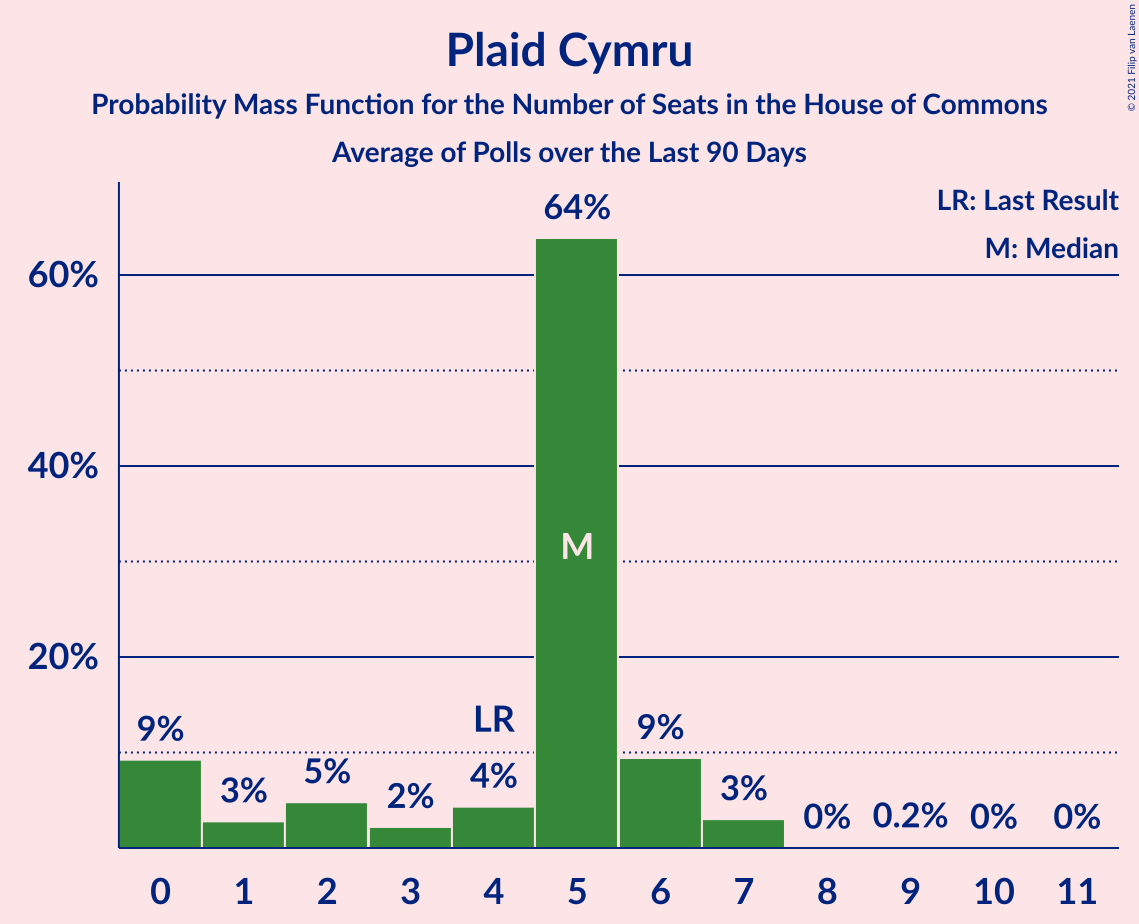 Plaid Cymru
Probability Mass Function for the Number of Seats in the House of Commons
Average of Polls over the Last 90 Days
© 2021 Filip van Laenen
LR: Last Result
M: Median
60%
40%
20%
9%
3%
5%
2%
LR
4%
64%
M
9%
3%
0%
0.2%
0%
0%
0 1 2 3 4 5 6 7 8 9 10 11